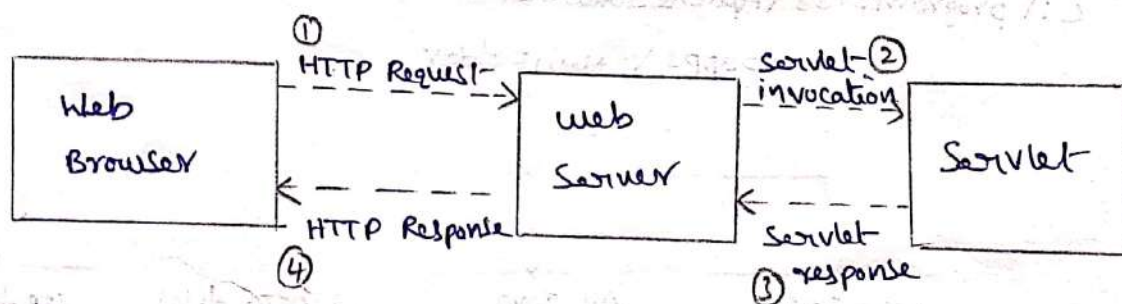 ①
HTTP Request
Servlet ②
invocation
Web
Browser
Web
Server
Servlet
HTTP Response
④
Servlet
③ response